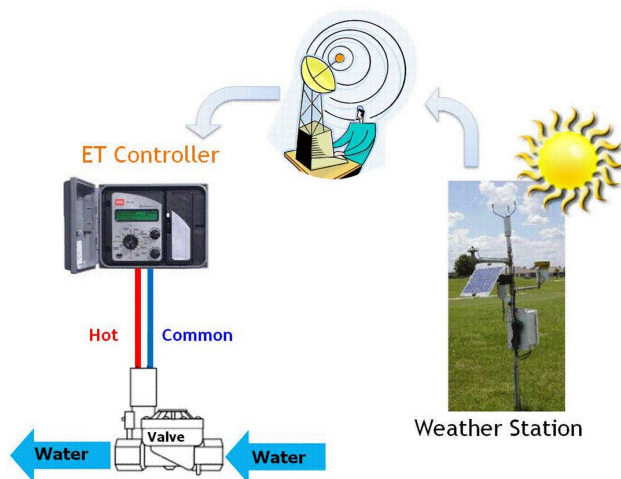 ET Controller
Hot
Common
Weather Station
Valve
Water
Water